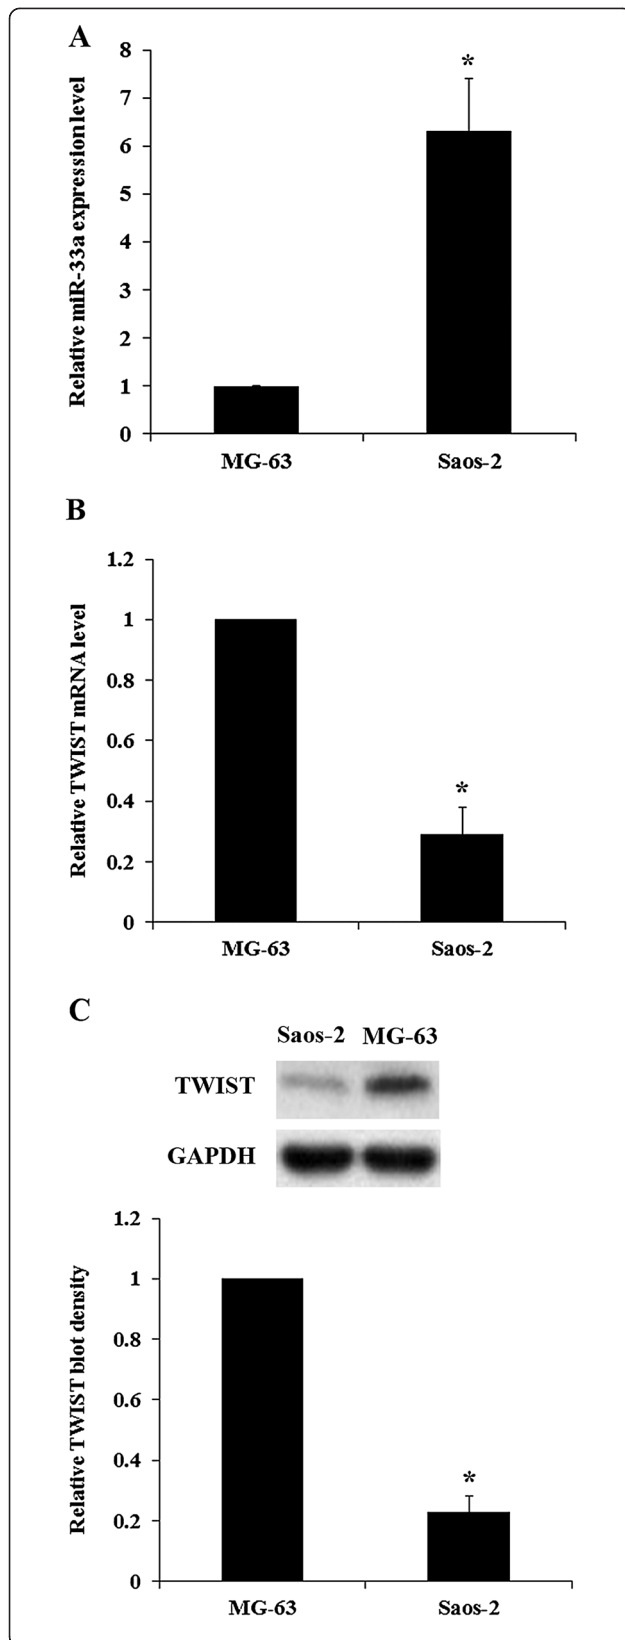 A
Relative miR-33a expression level
8
7
6
5
4
3
2
1
0
*
MG-63 Saos-2
B
Relative TWIST mRNA level
1.2
1
0.8
0.6
0.4
0.2
0
*
MG-63 Saos-2
C
Saos-2 MG-63
TWIST
GAPDH
Relative TWIST blot density
1.2
1
0.8
0.6
0.4
0.2
0
*
MG-63 Saos-2